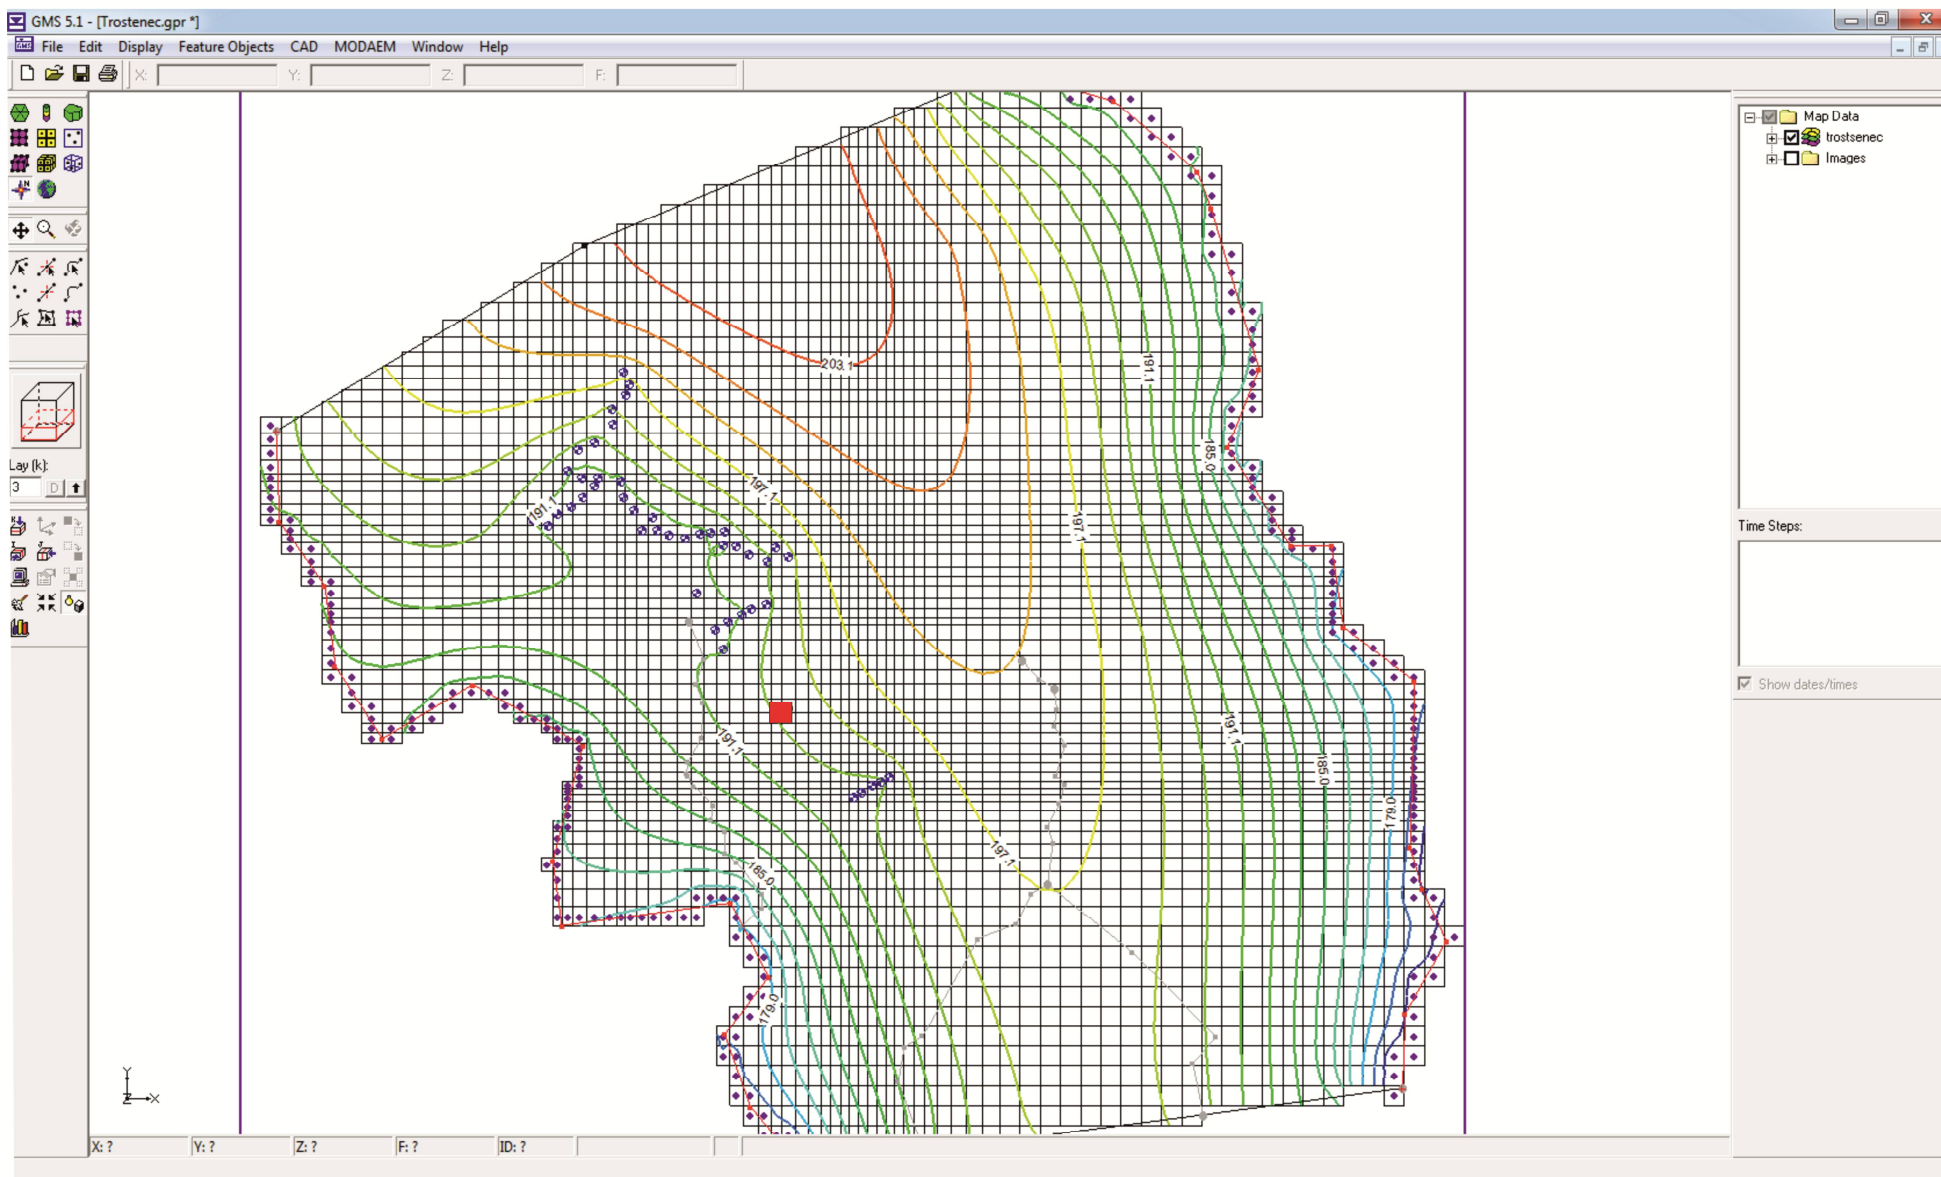 GMS 5.1 - [Trostenec.gpr *]
File Edit Display Feature Objects CAD MODAEM Window Help
X: Y: Z: F:
Map Data
trostsenec
Images
203.1
191.1
185.0
197.1
191.1
197.1
Lay (k):
3 D
Time Steps:
Show dates/times
191.1
191.1
185.0
179.0
197.1
185.0
179.0
Y
Z X
X: ? Y: ? Z: ? F: ? ID: ?